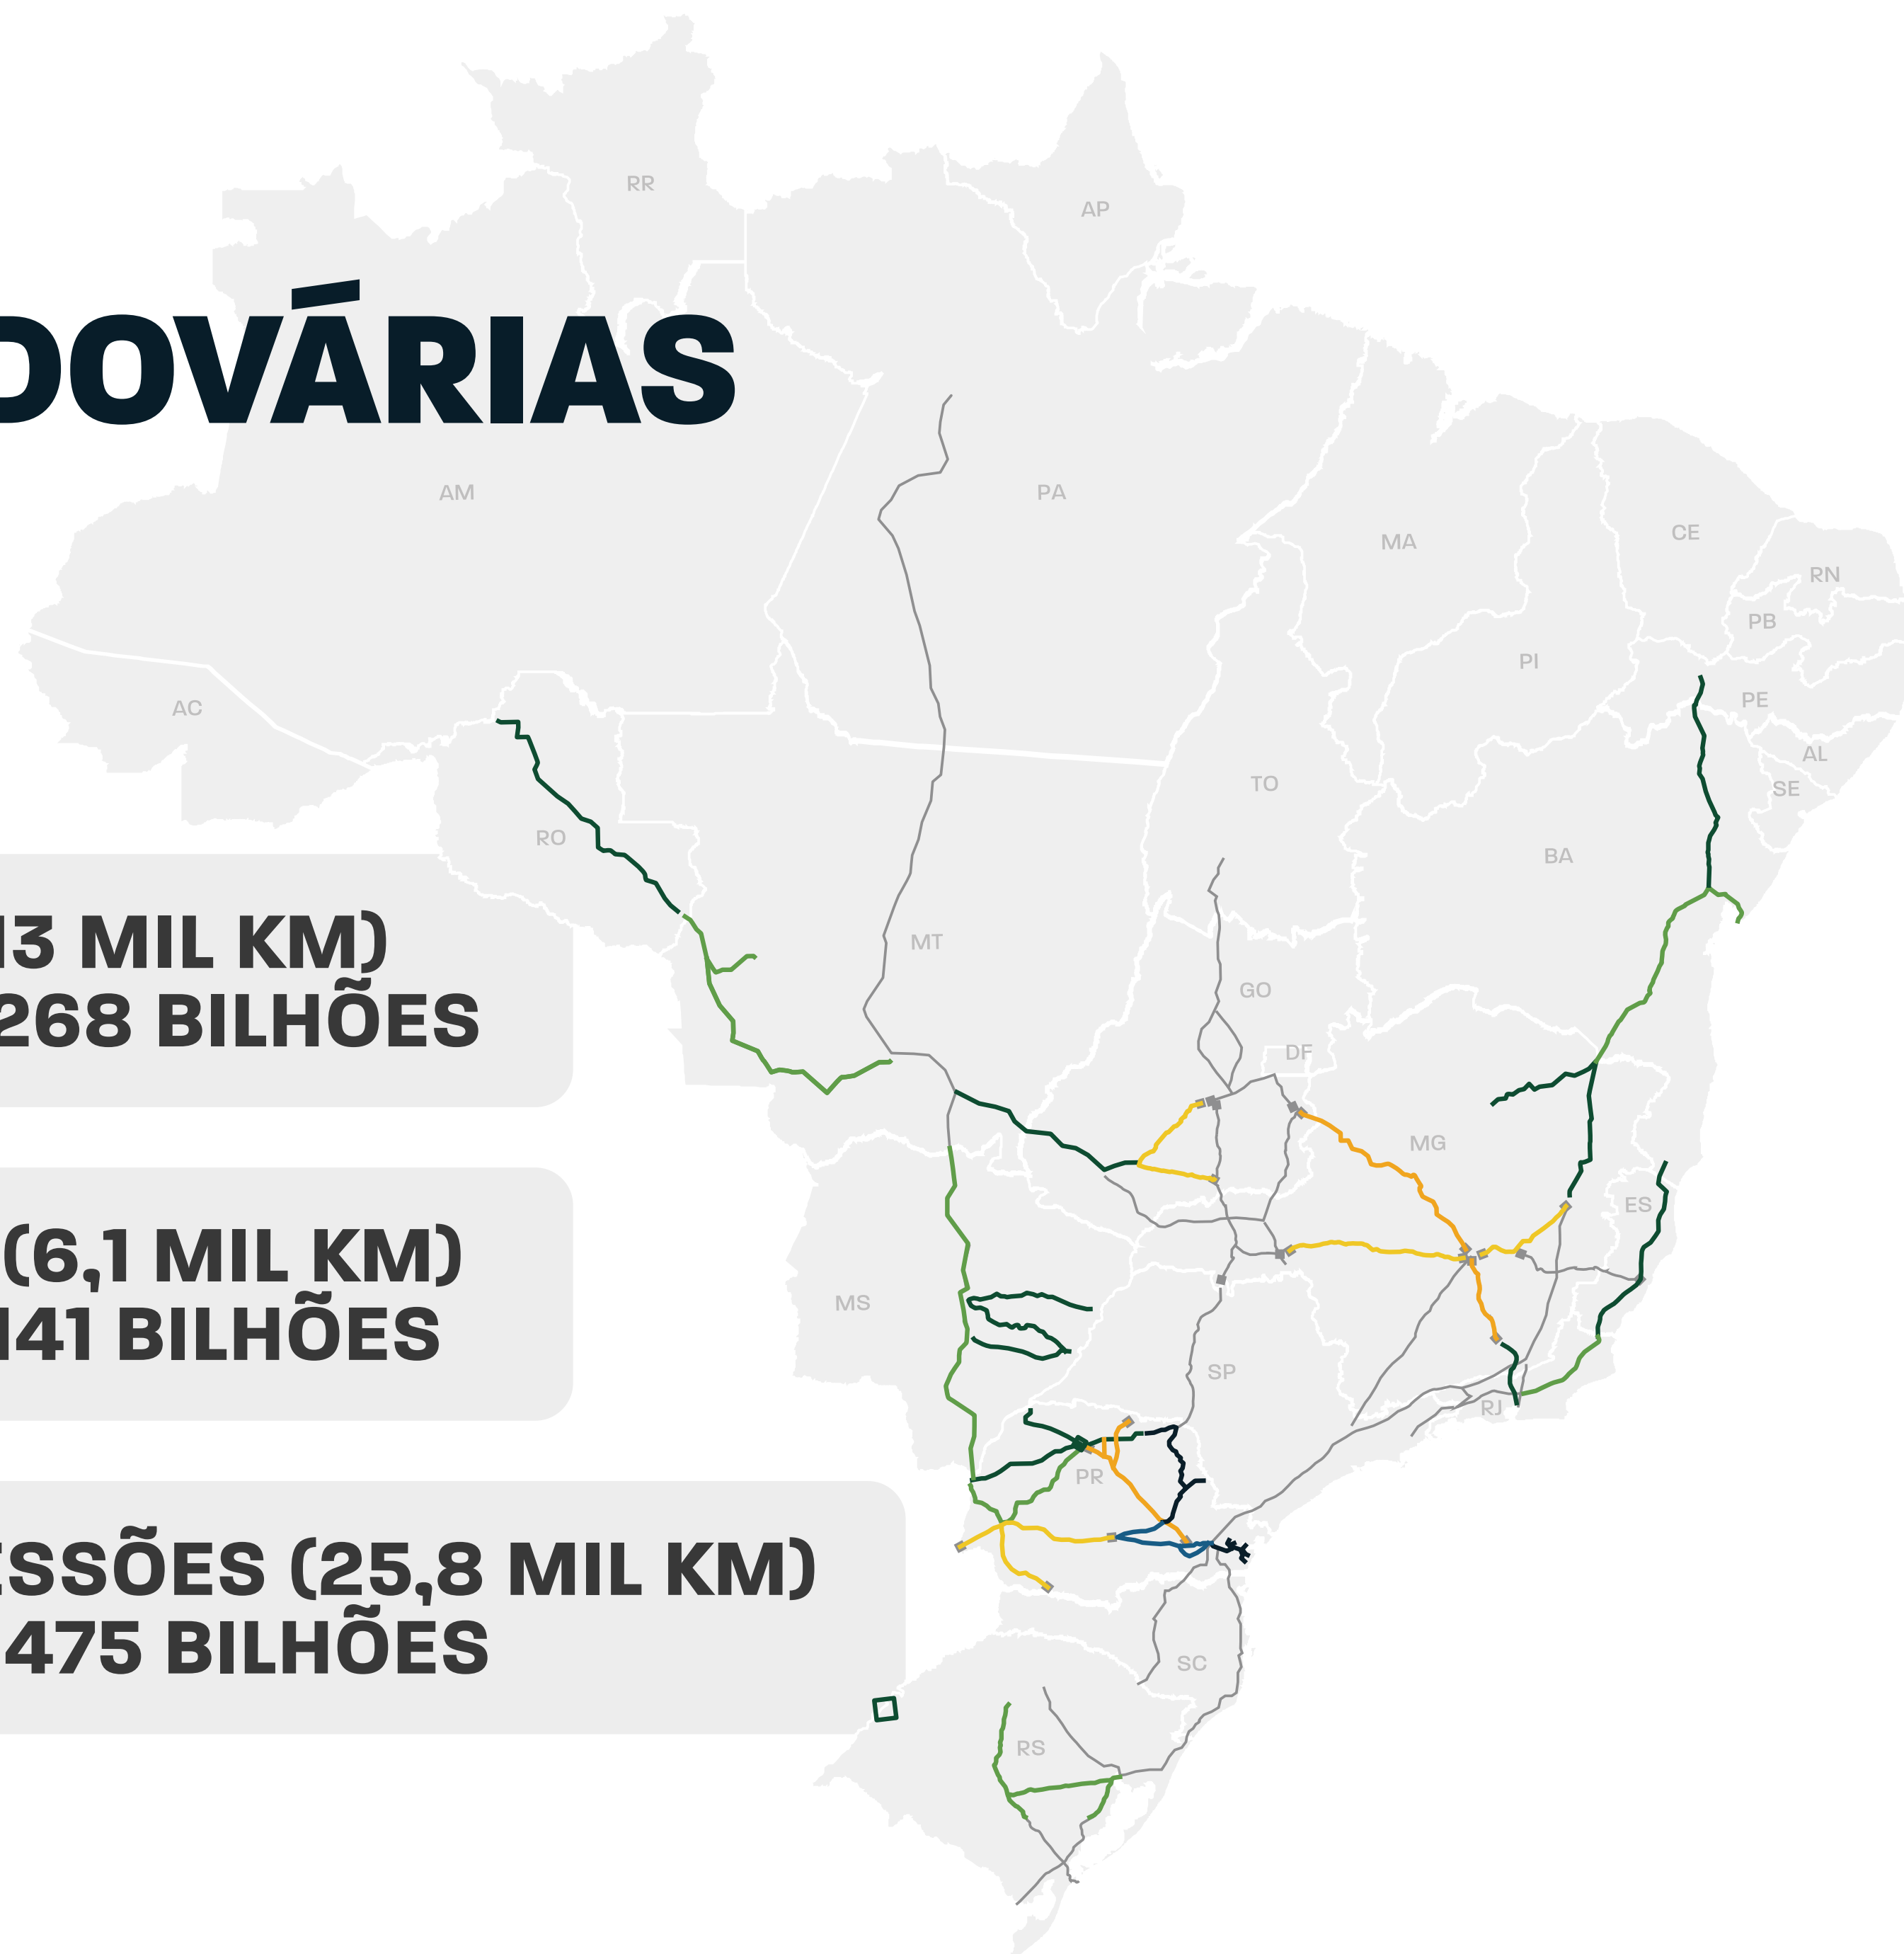 RR
AP
DOVIÁRIAS
AM
PA
MA
CE
RN
PB
PI
PE
AC
AL
TO
SE
RO
BA
13 MIL KM)
268 BILHÕES
MT
GO
DF
MG
ES
(6,1 MIL KM)
141 BILHÕES
MS
SP
RJ
PR
ESSÕES (25,8 MIL KM)
475 BILHÕES
SC
RS